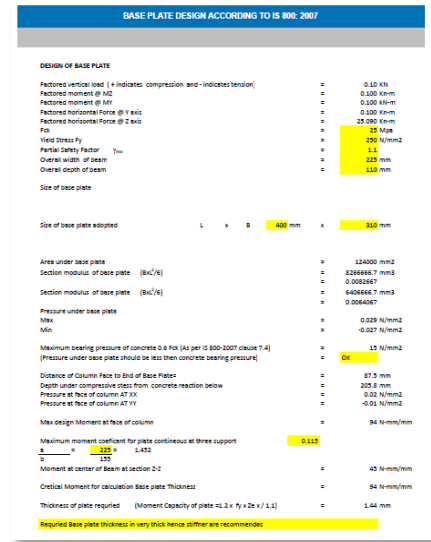 BASE PLATE DESIGN ACCORDING TO IS 800: 2007
DESIGN OF BASE PLATE
Factored vertical load ( + indicates compression and - indicates tension) = 0.10 KN
Factored moment @ MZ = 0.100 Kn-m
Factored moment @ MY = 0.100 kN-m
Factored horizontal Force @ Y axis = 0.100 Kn-m
Factored horizontal Force @ Z axis = 25.090 Kn-m
Fck = 25 Mpa
Yield Stress Fy = 250 N/mm2
Partial Safety Factor γmo = 1.1
Overall width of beam = 225 mm
Overall depth of beam = 110 mm
Size of base plate
Size of base plate adopted L x B 400 mm x 310 mm
Area under base plate = 124000 mm2
Section modulus of base plate (BxL²/6) = 8266666.7 mm3
= 0.0082667
Section modulus of base plate (BxL²/6) = 6406666.7 mm3
= 0.0064067
Pressure under base plate
Max = 0.029 N/mm2
Min = -0.027 N/mm2
Maximum bearing pressure of concrete 0.6 Fck (As per IS 800-2007 clause 7.4) = 15 N/mm2
(Pressure under base plate should be less then concrete bearing pressure) = OK
Distance of Column Face to End of Base Plate= = 87.5 mm
Depth under compressive stess from concrete reaction below = 205.8 mm
Pressure at face of column AT XX = 0.02 N/mm2
Pressure at face of column AT YY = -0.01 N/mm2
Max design Moment at face of column = 94 N-mm/mm
Maximum moment coeficent for plate contineous at three support 0.115
a = 225 = 1.452
b 155
Moment at center of Beam at section 2-2 = 45 N-mm/mm
Cretical Moment for calculation Base plate Thickness = 94 N-mm/mm
Thickness of plate requried (Moment Capacity of plate =1.2 x fy x Ze x / 1.1) = 1.44 mm
Requried Base plate thickness in very thick hence stiffner are recommended